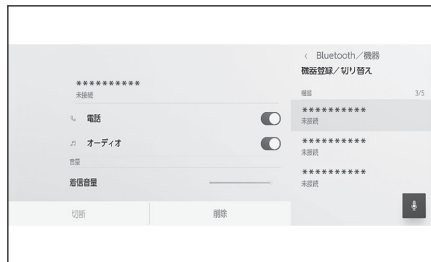 **********
未接続
電話
オーディオ
音量
着信音量
切断
削除
< Bluetooth／機器
機器登録／切り替え
機器 3/5
**********
未接続
**********
未接続
**********
未接続